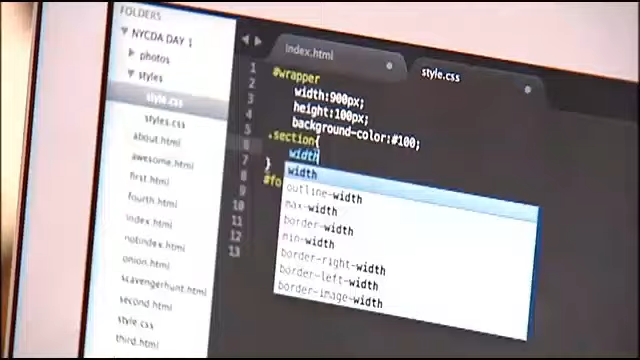 FOLDERS
NYCDA DAY 1
photos
styles
style.css
styles.css
about.html
awesome.html
first.html
fourth.html
index.html
notindex.html
onion.html
scavengerhunt.html
second.html
style.css
third.html
index.html
style.css
1 #wrapper
2 width:900px;
3 height:100px;
4 background-color:#100;
5 .section{
6 width
7 }
8 #fo
9
10
11
12
13
width
outline-width
max-width
border-width
min-width
border-right-width
border-left-width
border-image-width